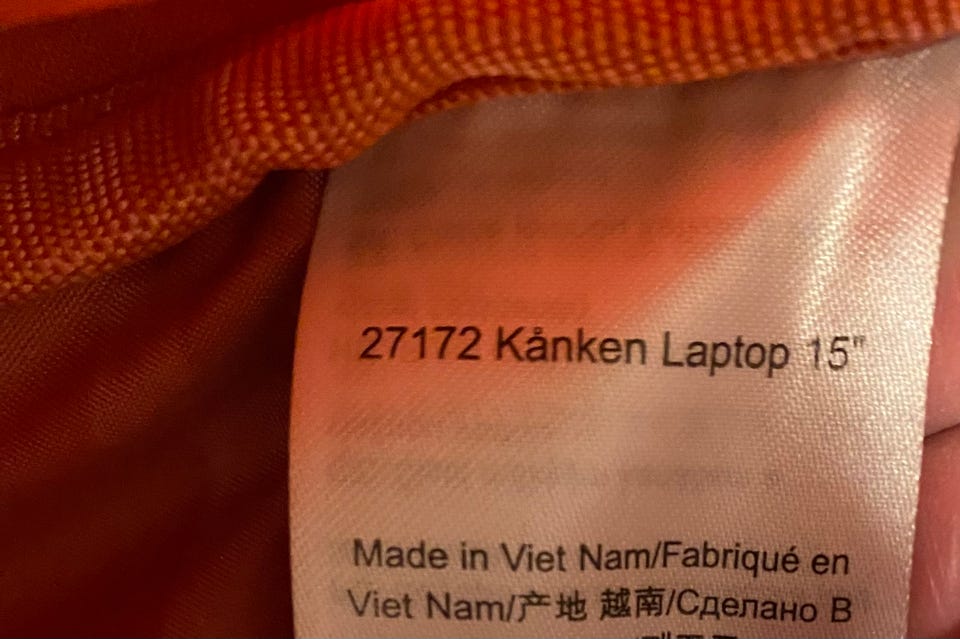 27172 Kånken Laptop 15"
Made in Viet Nam/Fabriqué en
Viet Nam/产地 越南/Сделано В